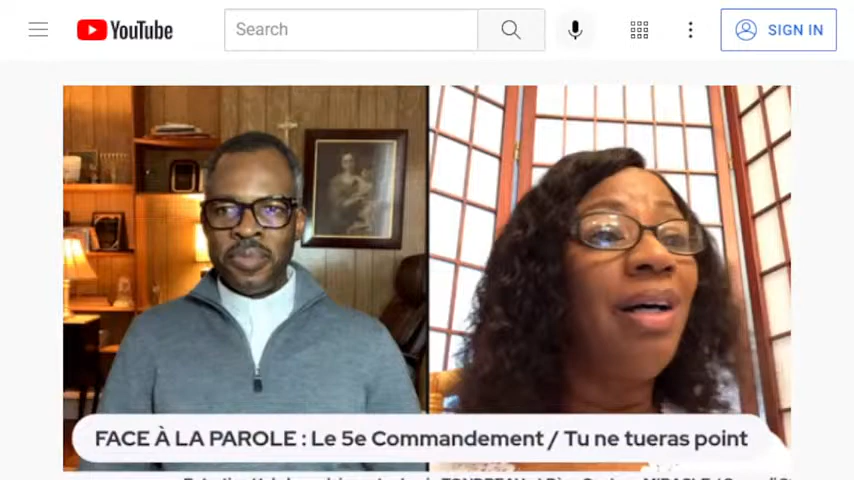 YouTube
Search
SIGN IN
FACE À LA PAROLE : Le 5e Commandement / Tu ne tueras point